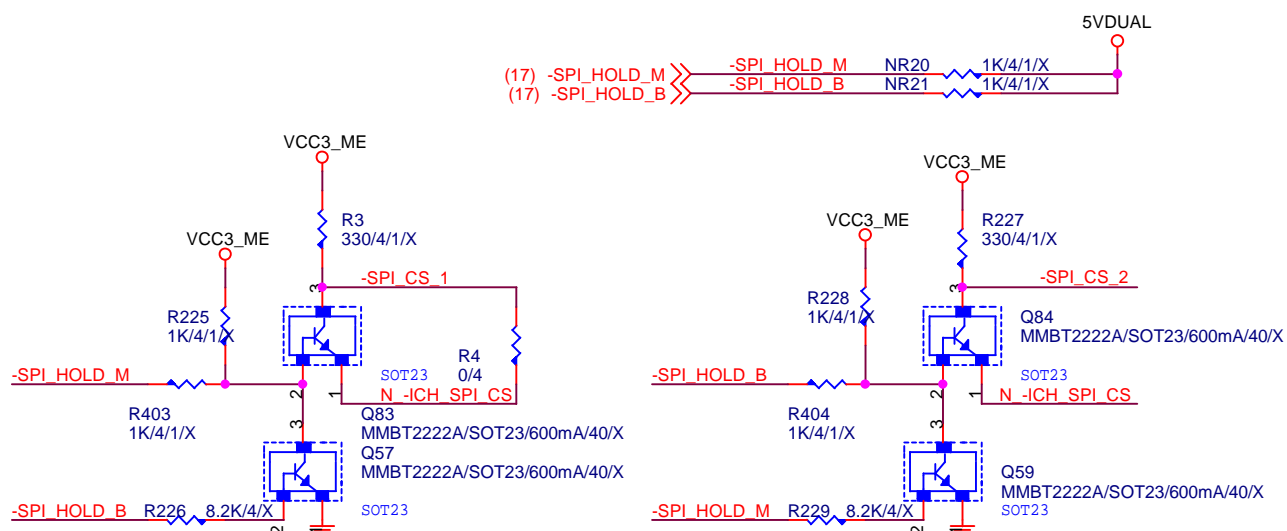 5VDUAL
(17) -SPI_HOLD_M -SPI_HOLD_M NR20 1K/4/1/X
(17) -SPI_HOLD_B -SPI_HOLD_B NR21 1K/4/1/X
VCC3_ME
R3
330/4/1/X
VCC3_ME
-SPI_CS_1
3
R225
1K/4/1/X
R4
0/4
SOT23
-SPI_HOLD_M
2
1
N_-ICH_SPI_CS
R403
1K/4/1/X
Q83
MMBT2222A/SOT23/600mA/40/X
3
Q57
MMBT2222A/SOT23/600mA/40/X
-SPI_HOLD_B R226 8.2K/4/X
SOT23
2
VCC3_ME
R227
330/4/1/X
VCC3_ME
-SPI_CS_2
3
R228
1K/4/1/X
Q84
MMBT2222A/SOT23/600mA/40/X
SOT23
-SPI_HOLD_B
2
1
N_-ICH_SPI_CS
R404
1K/4/1/X
3
Q59
MMBT2222A/SOT23/600mA/40/X
-SPI_HOLD_M R229 8.2K/4/X
SOT23
2